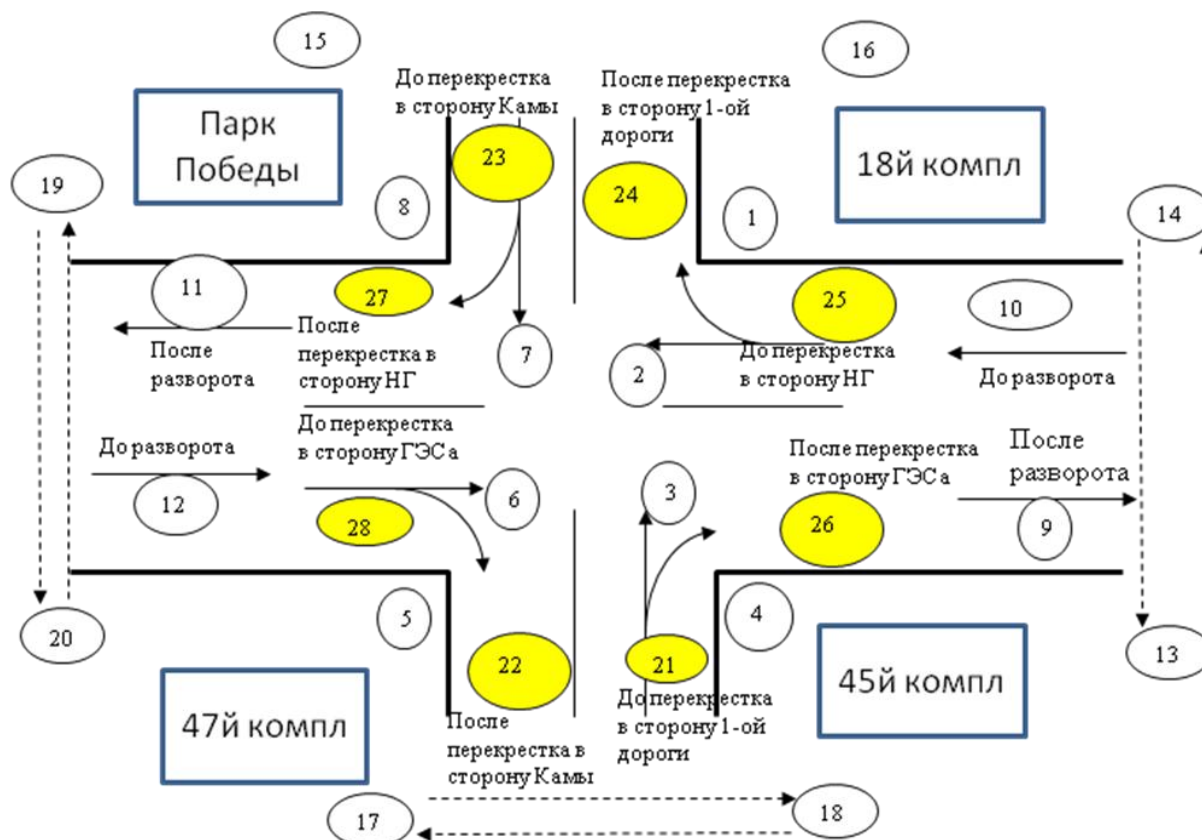 15
16
До перекрестка
в сторону Камы
После перекрестка
в сторону 1-ой
дороги
Парк
Победы
18й компл
23
24
19
8
1
14
11
27
25
10
После
разворота
После
перекрестка в
сторону НГ
7
2
До перекрестка
в сторону НГ
До разворота
До разворота
До перекрестка
в сторону ГЭСа
После перекрестка
в сторону ГЭСа
После
разворота
12
28
6
3
26
9
20
5
4
13
22
21
47й компл
45й компл
До перекрестка
в сторону 1-ой
дороги
После
перекрестка в
сторону Камы
17
18